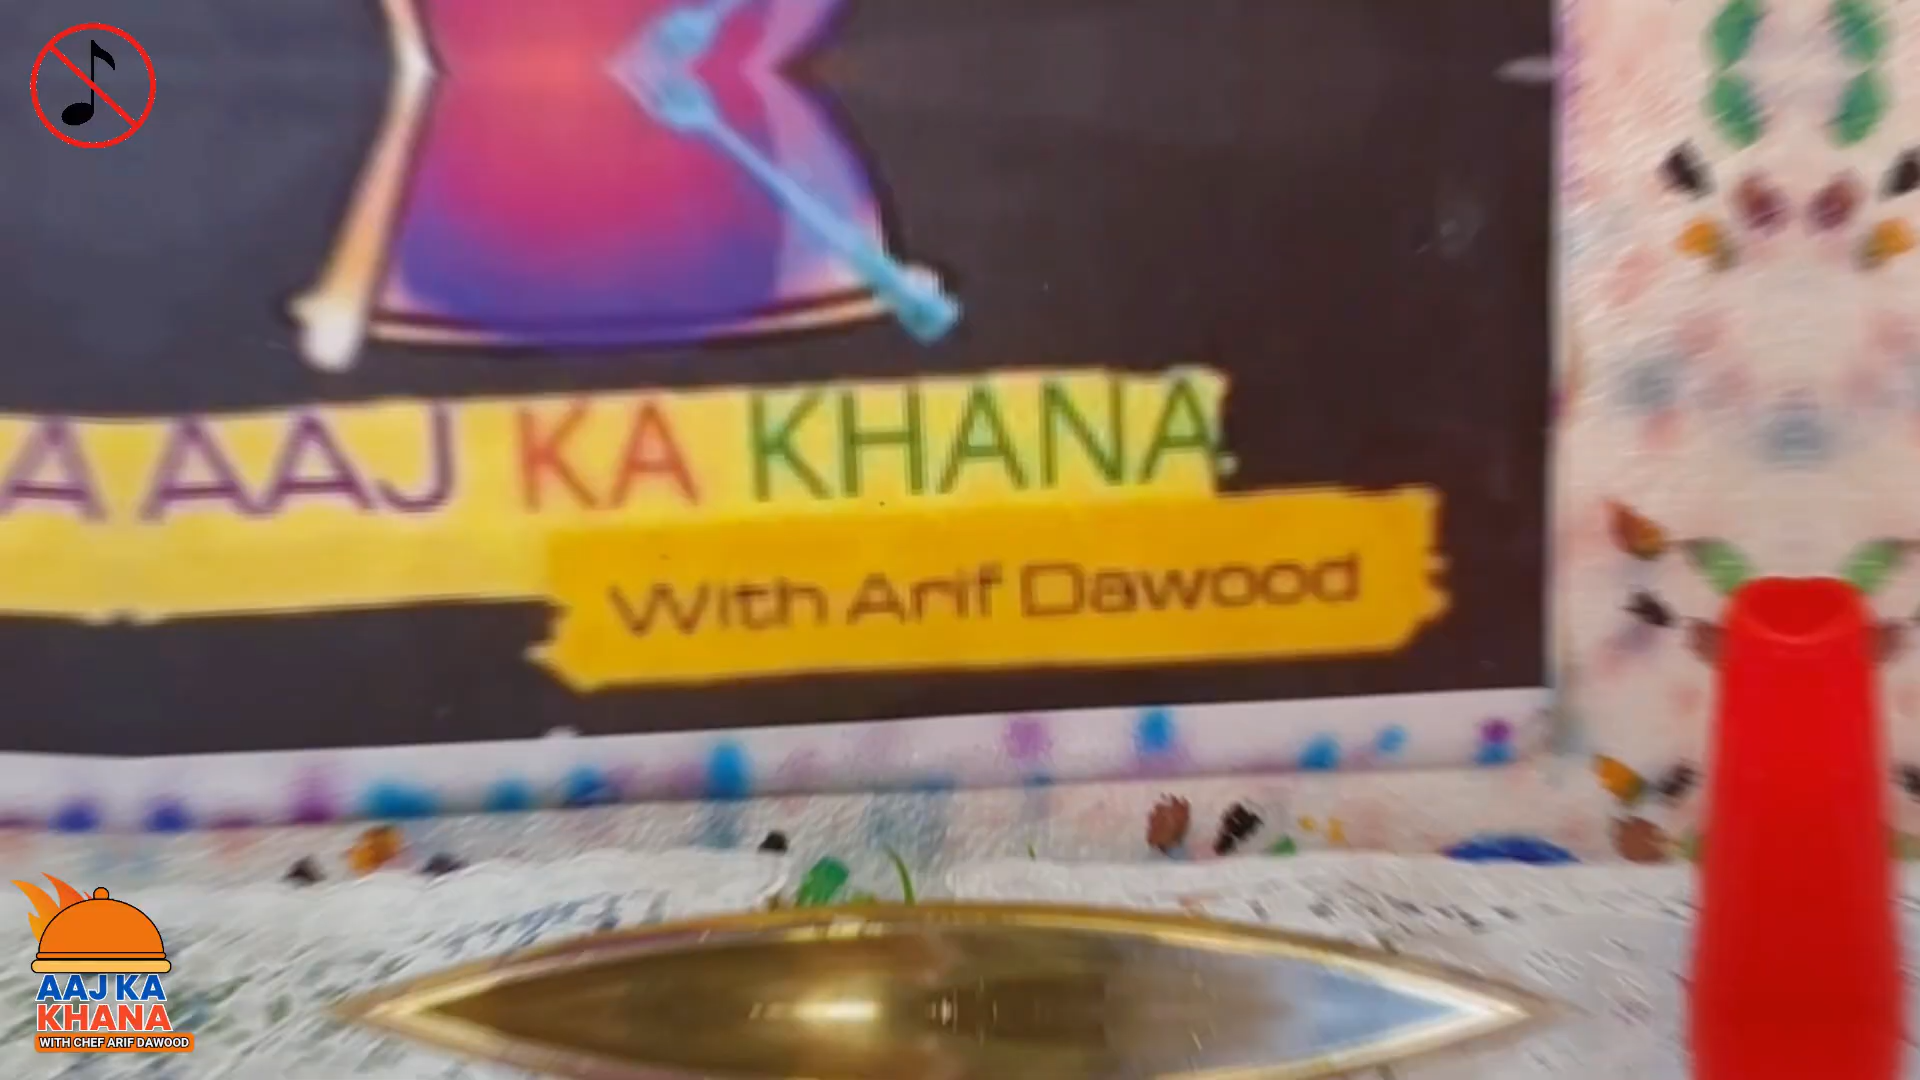 A AAJ KA KHANA
With Arif Dawood
AAJ KA
KHANA
WITH CHEF ARIF DAWOOD